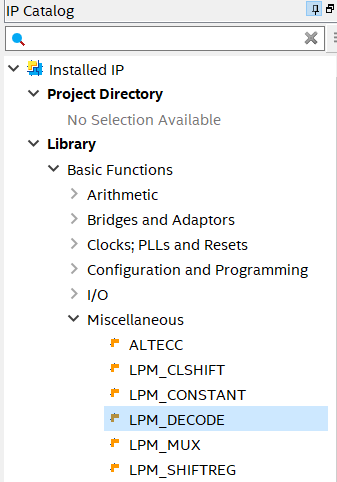 IP Catalog
Installed IP
Project Directory
No Selection Available
Library
Basic Functions
Arithmetic
Bridges and Adaptors
Clocks; PLLs and Resets
Configuration and Programming
I/O
Miscellaneous
ALTECC
LPM_CLSHIFT
LPM_CONSTANT
LPM_DECODE
LPM_MUX
LPM_SHIFTREG